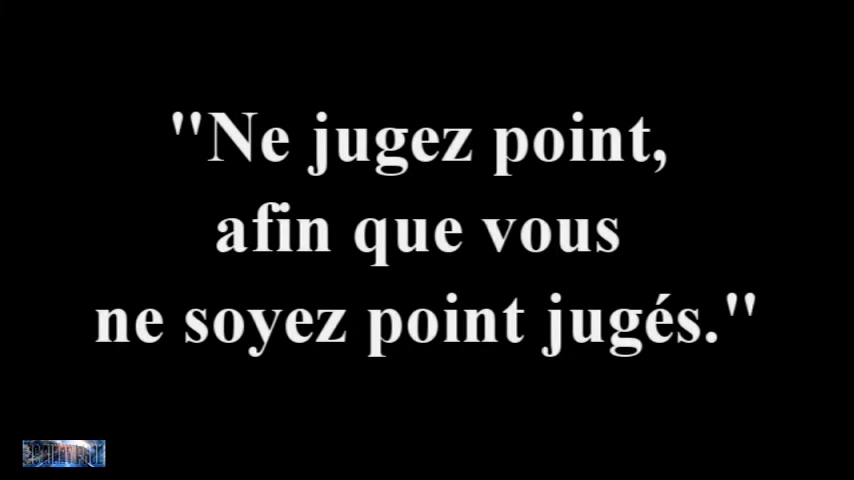 "Ne jugez point,
afin que vous
ne soyez point jugés."